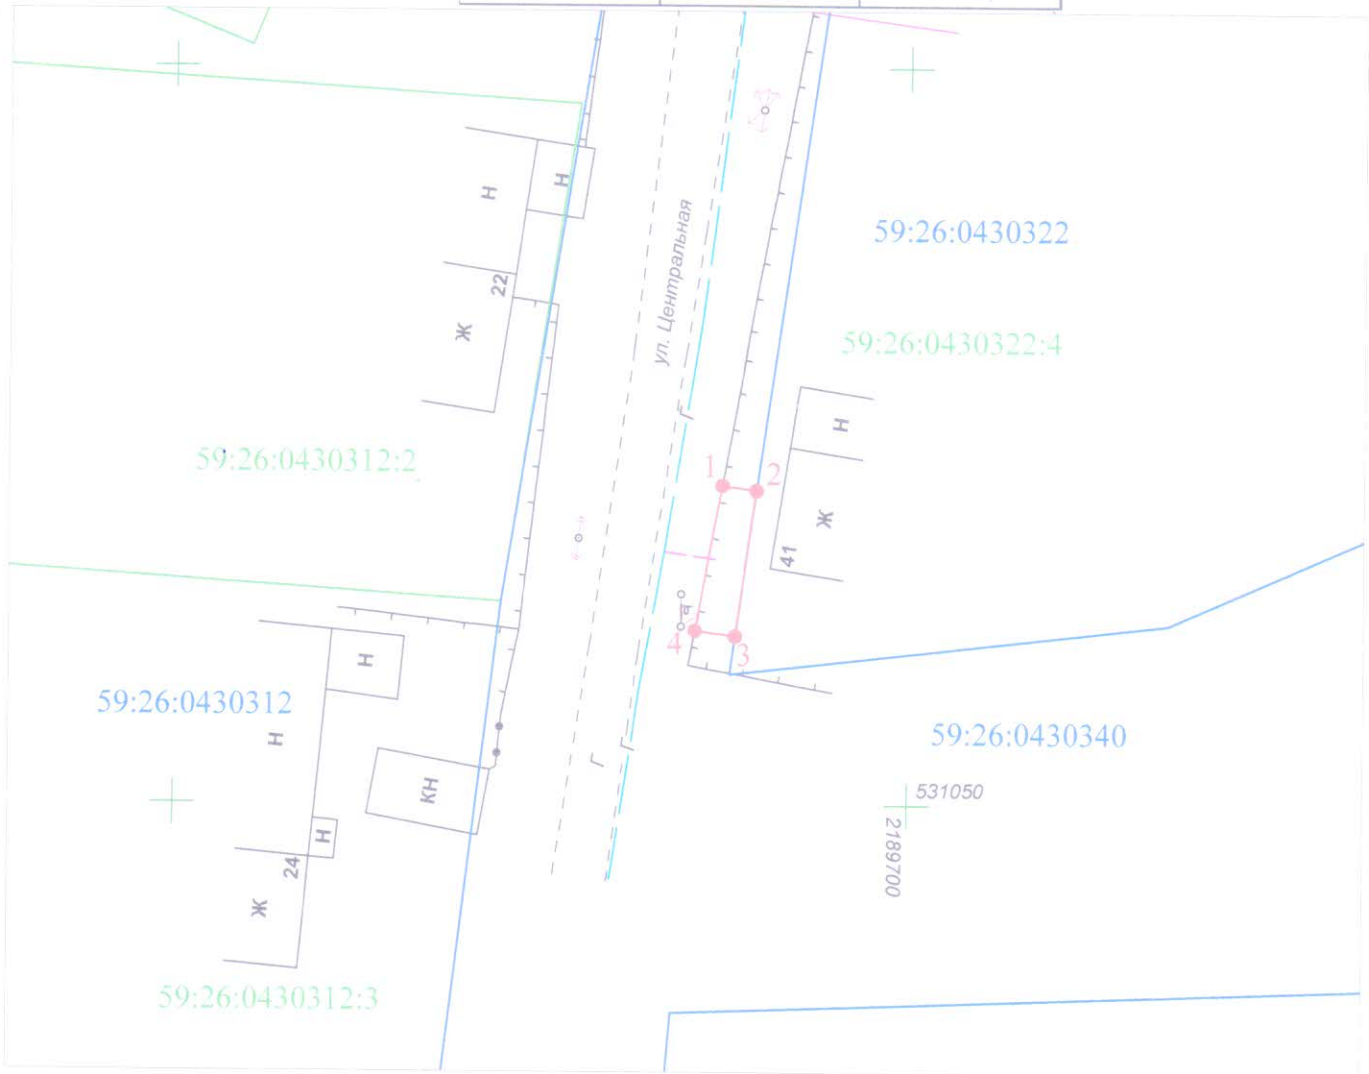 Н
Н
59:26:0430322
22
ул. Центральная
Ж
59:26:0430322:4
Г
Н
59:26:0430312:2
1
2
Ж
41
4
3
Н
59:26:0430312
Н
59:26:0430340
Г
Г
КН
531050
2189700
Н
24
Ж
59:26:0430312:3